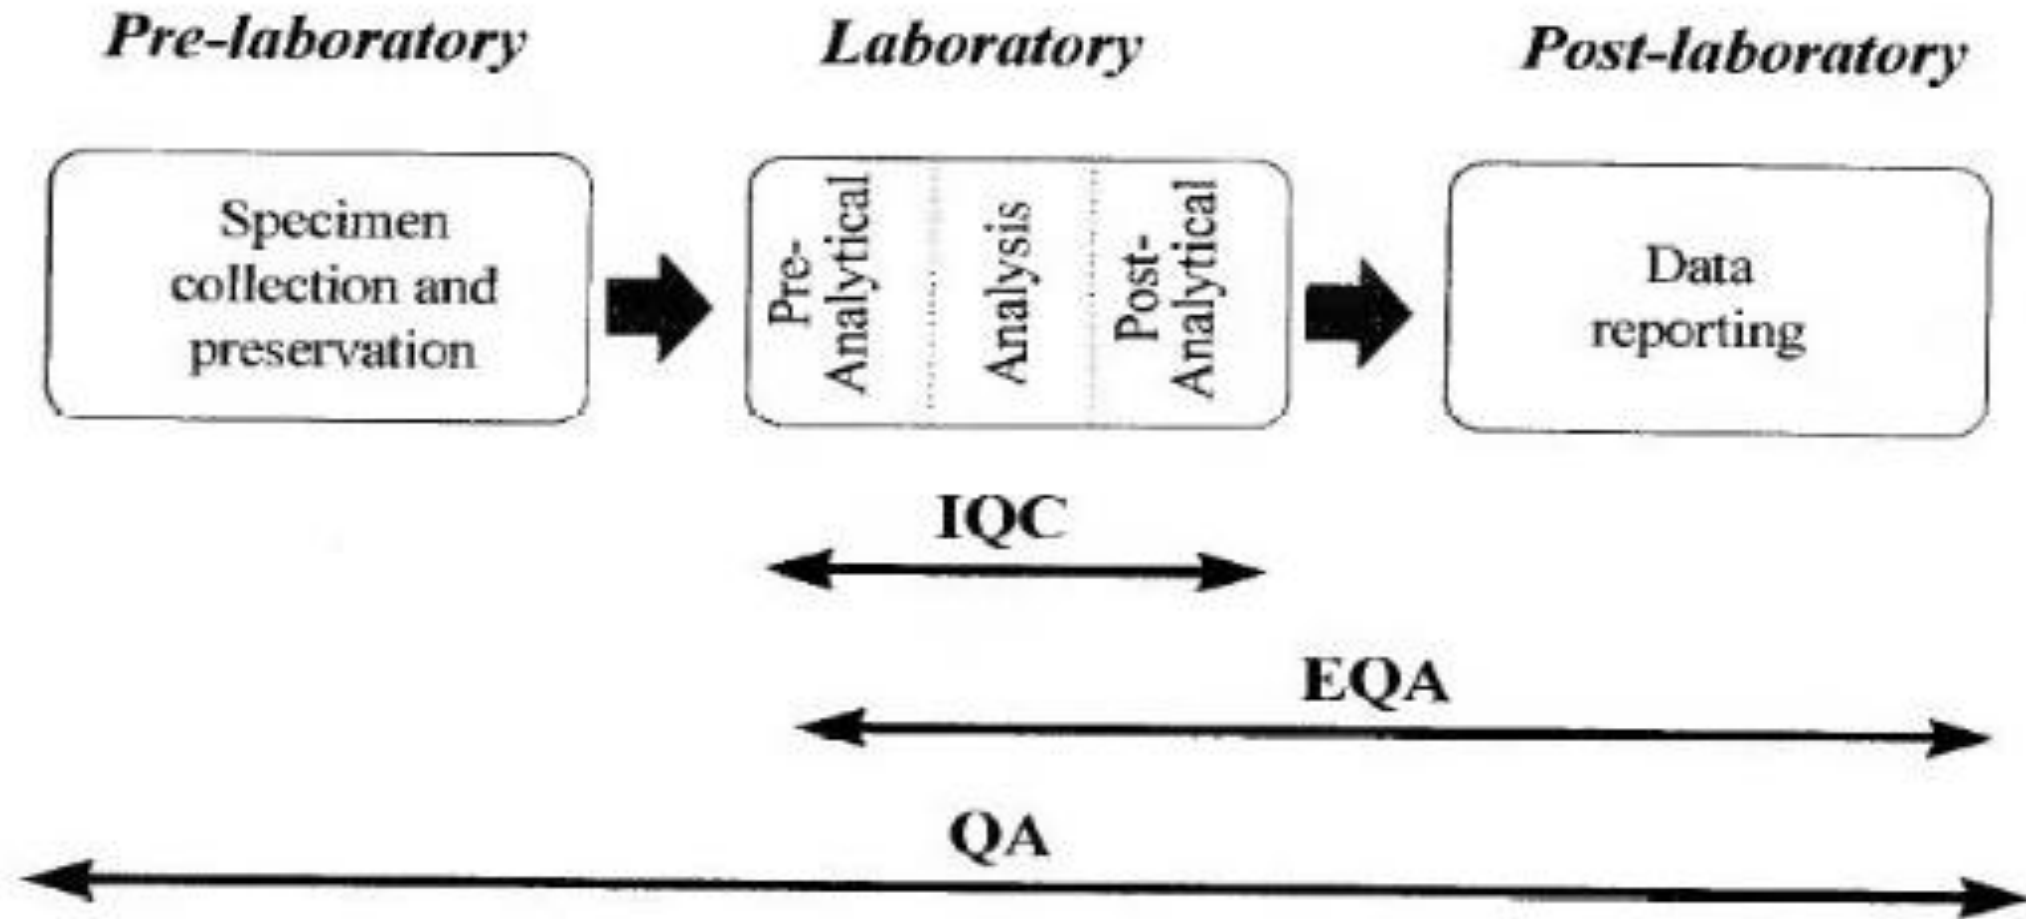 Pre-laboratory
Laboratory
Post-laboratory
Specimen
collection and
preservation
Pre-
Analytical
Analysis
Post-
Analytical
Data
reporting
IQC
EQA
QA